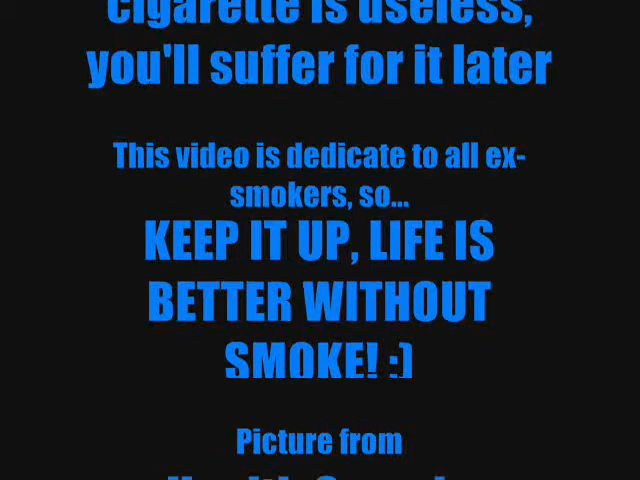 cigarette is useless,
you'll suffer for it later
This video is dedicate to all ex-
smokers, so...
KEEP IT UP, LIFE IS
BETTER WITHOUT
SMOKE! :)
Picture from